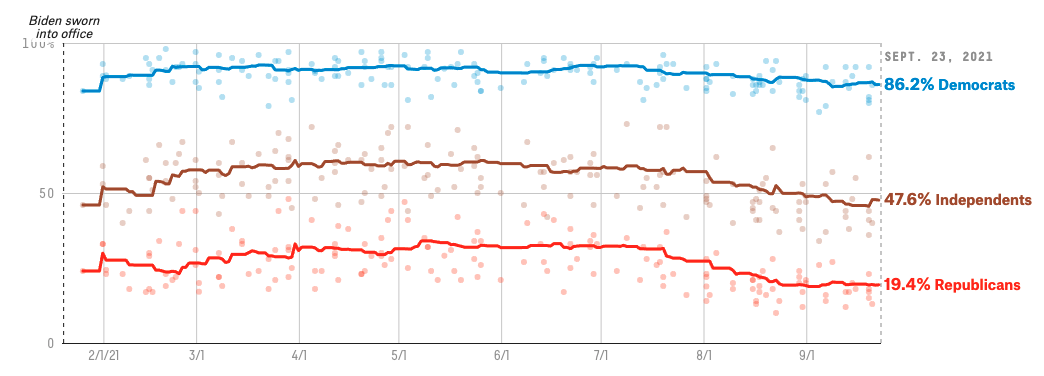 Biden sworn
into office
100%
SEPT. 23, 2021
86.2% Democrats
50
47.6% Independents
19.4% Republicans
0
2/1/21 3/1 4/1 5/1 6/1 7/1 8/1 9/1